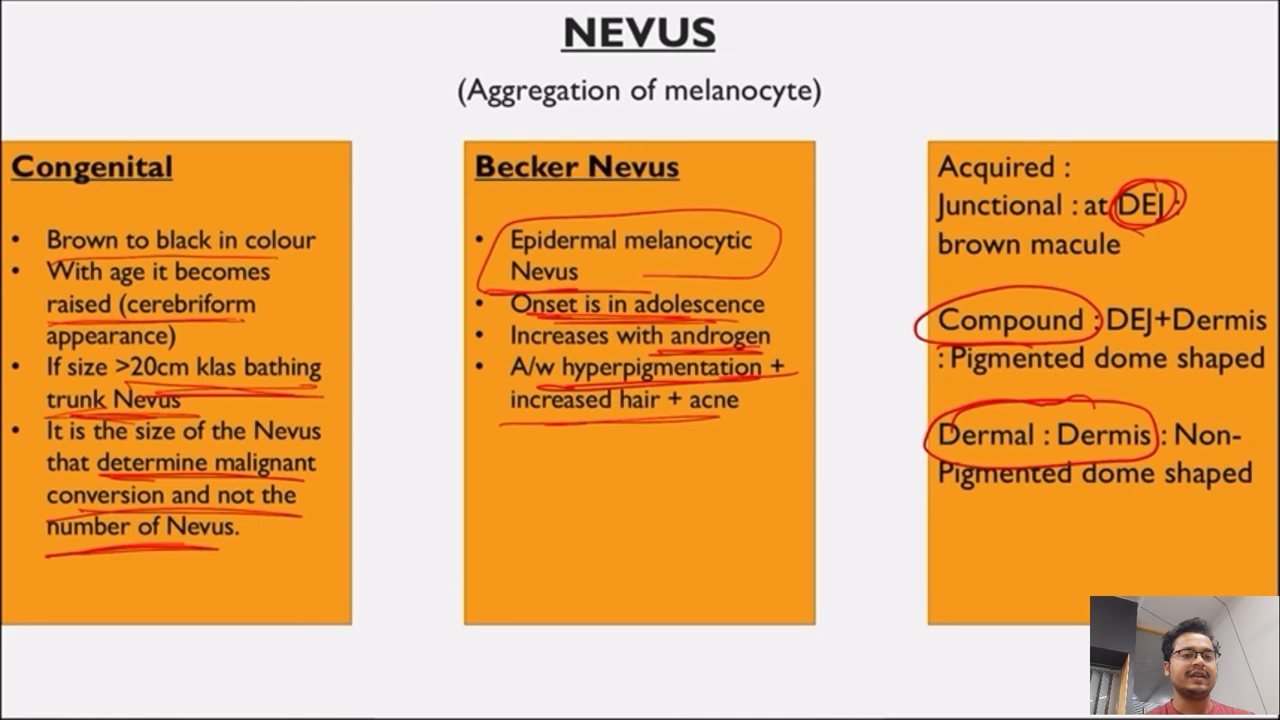 NEVUS
(Aggregation of melanocyte)
Congenital
• Brown to black in colour
• With age it becomes
raised (cerebriform
appearance)
• If size >20cm klas bathing
trunk Nevus
• It is the size of the Nevus
that determine malignant
conversion and not the
number of Nevus.
Becker Nevus
• Epidermal melanocytic
Nevus
• Onset is in adolescence
• Increases with androgen
• A/w hyperpigmentation +
increased hair + acne
Acquired :
Junctional : at DEJ :
brown macule
Compound : DEJ+Dermis
: Pigmented dome shaped
Dermal : Dermis : Non-
Pigmented dome shaped